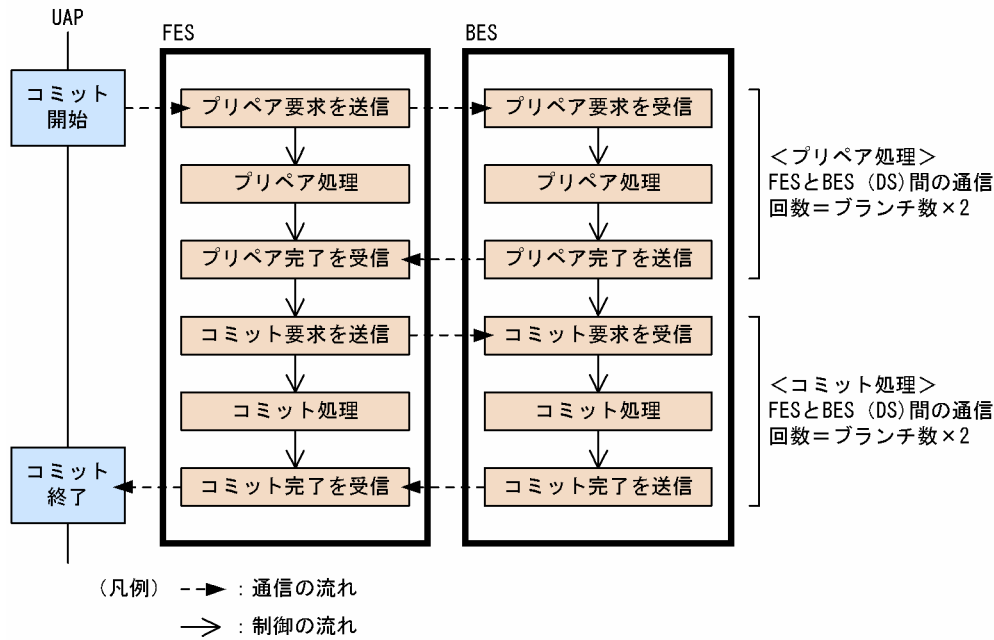 UAP
FES
BES
コミット
開始
プリペア要求を送信
プリペア要求を受信
プリペア処理
プリペア処理
プリペア完了を受信
プリペア完了を送信
<プリペア処理>
FESとBES (DS)間の通信
回数=ブランチ数×2
コミット要求を送信
コミット要求を受信
コミット処理
コミット処理
コミット完了を受信
コミット完了を送信
<コミット処理>
FESとBES (DS)間の通信
回数=ブランチ数×2
コミット
終了
(凡例)
:通信の流れ
:制御の流れ